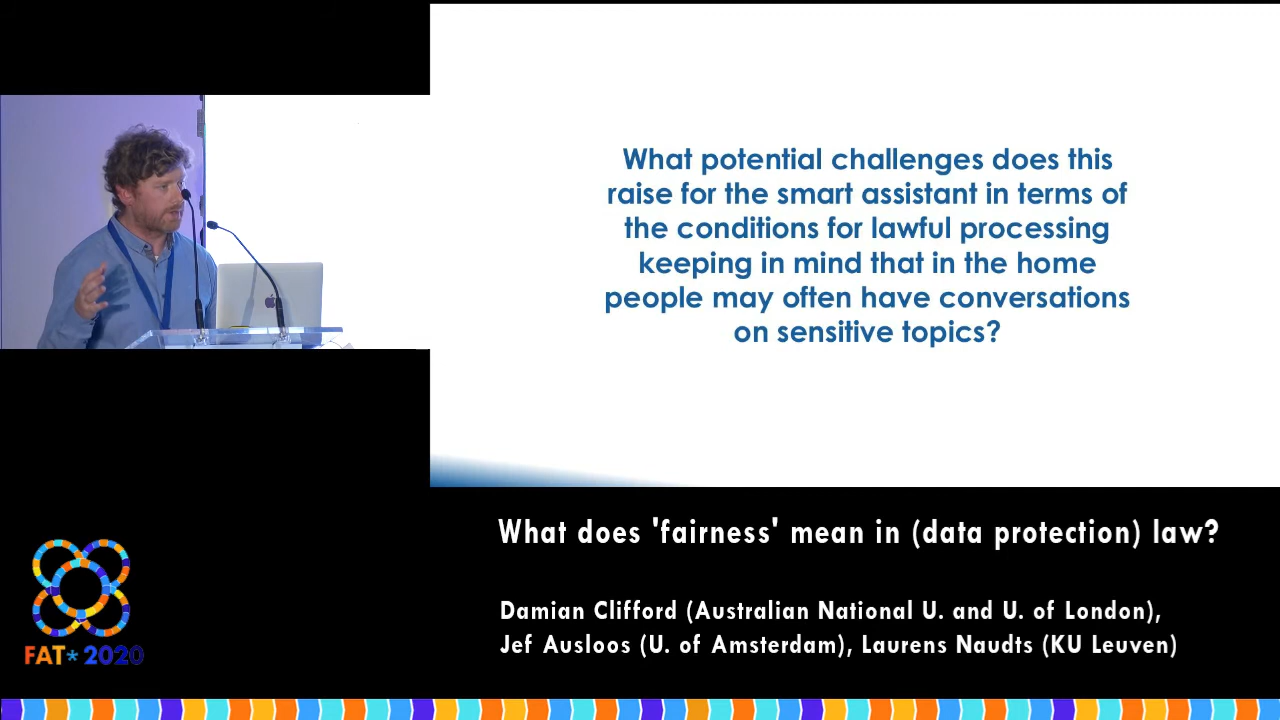 What potential challenges does this
raise for the smart assistant in terms of
the conditions for lawful processing
keeping in mind that in the home
people may often have conversations
on sensitive topics?
What does 'fairness' mean in (data protection) law?
Damian Clifford (Australian National U. and U. of London),
Jef Ausloos (U. of Amsterdam), Laurens Naudts (KU Leuven)
FAT* 2020